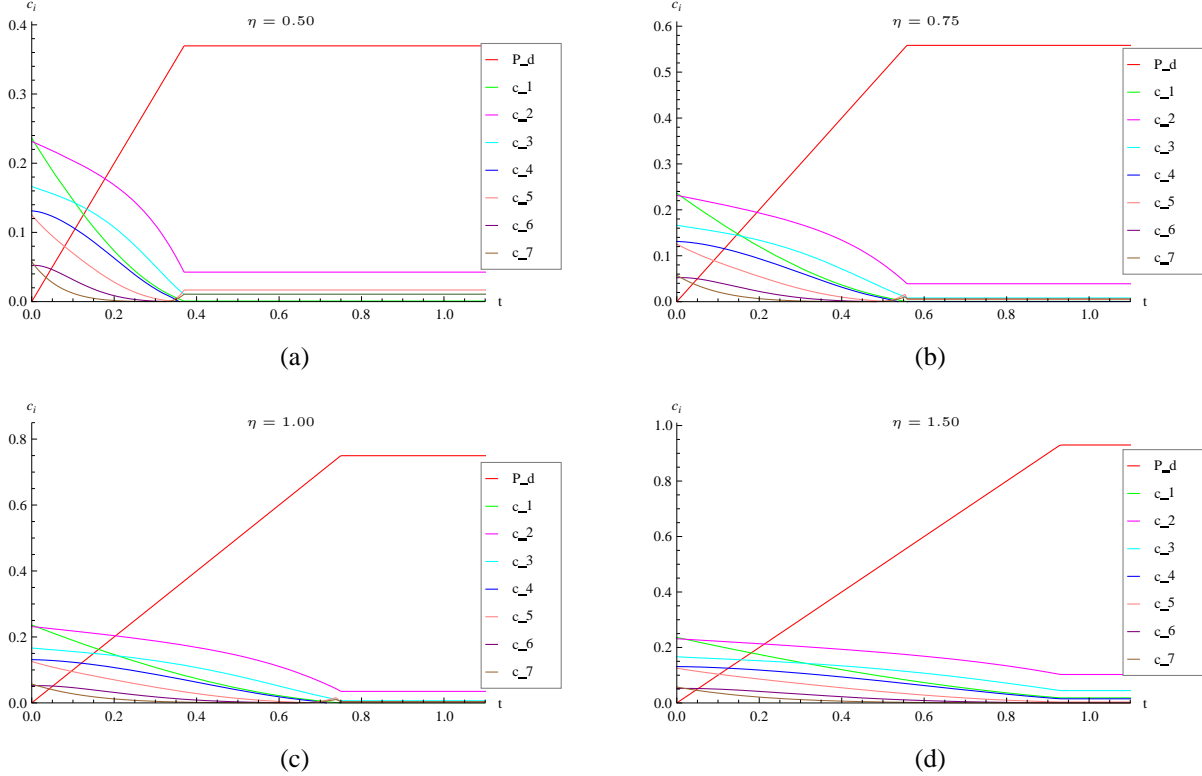 c_i
η = 0.50
0.4
0.3
0.2
0.1
0.0
0.0 0.2 0.4 0.6 0.8 1.0 t
P_d
c_1
c_2
c_3
c_4
c_5
c_6
c_7
(a)
c_i
η = 0.75
0.6
0.5
0.4
0.3
0.2
0.1
0.0
0.0 0.2 0.4 0.6 0.8 1.0 t
P_d
c_1
c_2
c_3
c_4
c_5
c_6
c_7
(b)
c_i
η = 1.00
0.8
0.6
0.4
0.2
0.0
0.0 0.2 0.4 0.6 0.8 1.0 t
P_d
c_1
c_2
c_3
c_4
c_5
c_6
c_7
(c)
c_i
η = 1.50
1.0
0.8
0.6
0.4
0.2
0.0
0.0 0.2 0.4 0.6 0.8 1.0 t
P_d
c_1
c_2
c_3
c_4
c_5
c_6
c_7
(d)